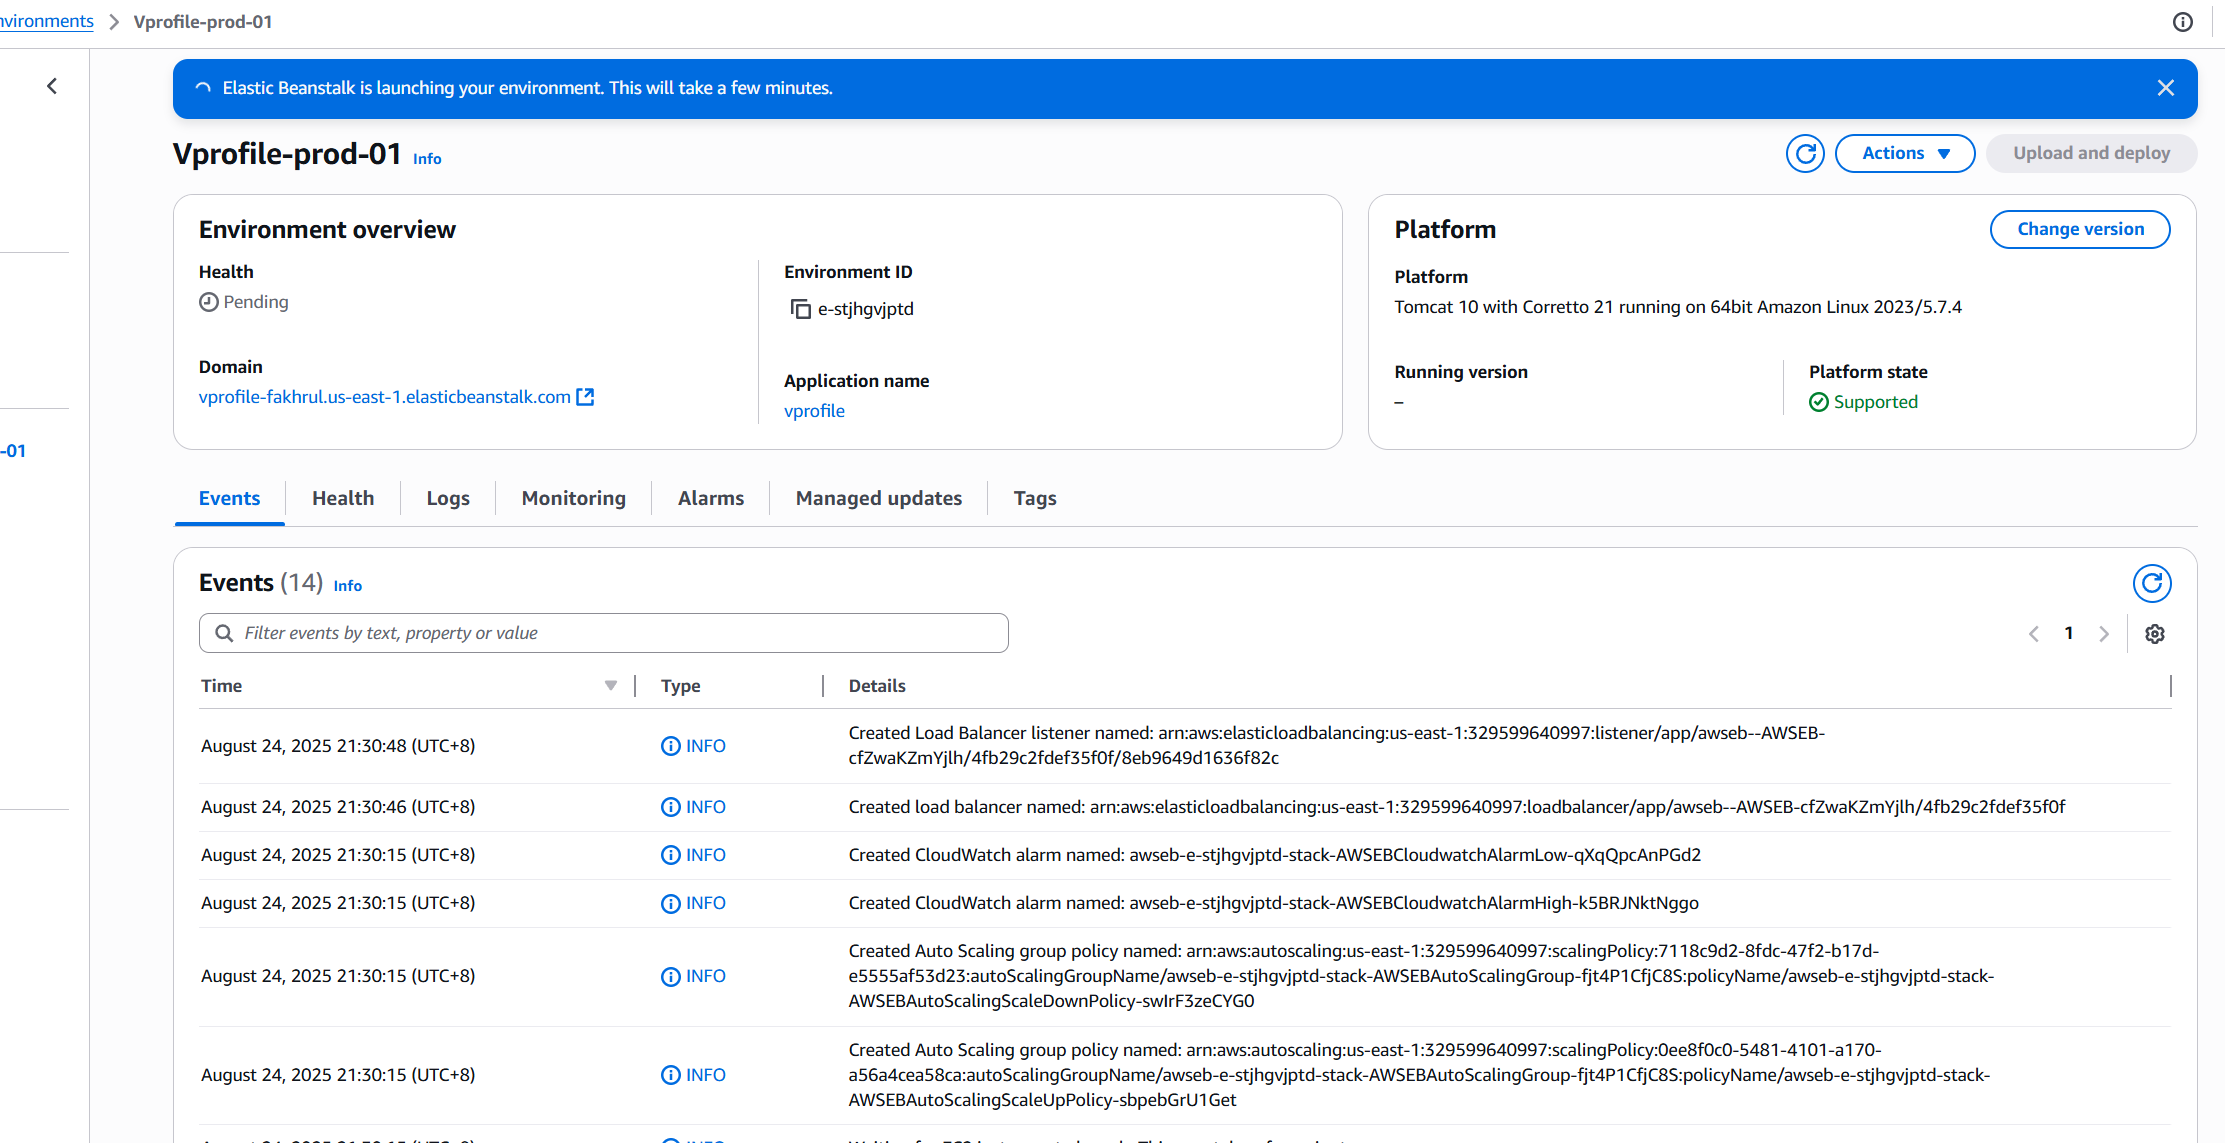 nvironments > Vprofile-prod-01
-01
Elastic Beanstalk is launching your environment. This will take a few minutes.
Vprofile-prod-01 Info
Actions
Upload and deploy
Environment overview
Health
Pending
Domain
vprofile-fakhrul.us-east-1.elasticbeanstalk.com
Environment ID
e-stjhgvjptd
Application name
vprofile
Platform
Change version
Platform
Tomcat 10 with Corretto 21 running on 64bit Amazon Linux 2023/5.7.4
Running version
–
Platform state
Supported
Events Health Logs Monitoring Alarms Managed updates Tags
Events (14) Info
Filter events by text, property or value
1
Time Type Details
August 24, 2025 21:30:48 (UTC+8) INFO Created Load Balancer listener named: arn:aws:elasticloadbalancing:us-east-1:329599640997:listener/app/awseb--AWSEB-
cfZwaKZmYjlh/4fb29c2fdef35f0f/8eb9649d1636f82c
August 24, 2025 21:30:46 (UTC+8) INFO Created load balancer named: arn:aws:elasticloadbalancing:us-east-1:329599640997:loadbalancer/app/awseb--AWSEB-cfZwaKZmYjlh/4fb29c2fdef35f0f
August 24, 2025 21:30:15 (UTC+8) INFO Created CloudWatch alarm named: awseb-e-stjhgvjptd-stack-AWSEBCloudwatchAlarmLow-qXqQpcAnPGd2
August 24, 2025 21:30:15 (UTC+8) INFO Created CloudWatch alarm named: awseb-e-stjhgvjptd-stack-AWSEBCloudwatchAlarmHigh-k5BRJNktNggo
August 24, 2025 21:30:15 (UTC+8) INFO Created Auto Scaling group policy named: arn:aws:autoscaling:us-east-1:329599640997:scalingPolicy:7118c9d2-8fdc-47f2-b17d-
e5555af53d23:autoScalingGroupName/awseb-e-stjhgvjptd-stack-AWSEBAutoScalingGroup-fjt4P1CfjC8S:policyName/awseb-e-stjhgvjptd-stack-
AWSEBAutoScalingScaleDownPolicy-swIrF3zeCYG0
August 24, 2025 21:30:15 (UTC+8) INFO Created Auto Scaling group policy named: arn:aws:autoscaling:us-east-1:329599640997:scalingPolicy:0ee8f0c0-5481-4101-a170-
a56a4cea58ca:autoScalingGroupName/awseb-e-stjhgvjptd-stack-AWSEBAutoScalingGroup-fjt4P1CfjC8S:policyName/awseb-e-stjhgvjptd-stack-
AWSEBAutoScalingScaleUpPolicy-sbpebGrU1Get